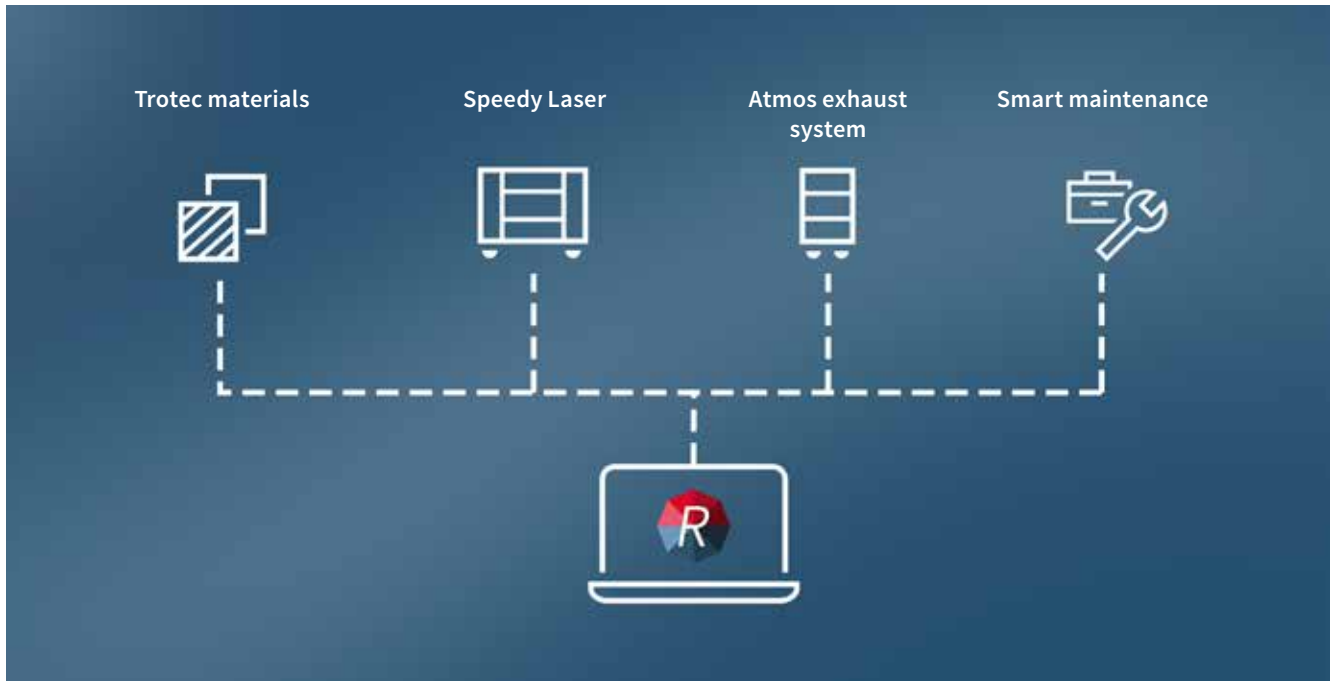 Trotec materials
Speedy Laser
Atmos exhaust
system
Smart maintenance
R